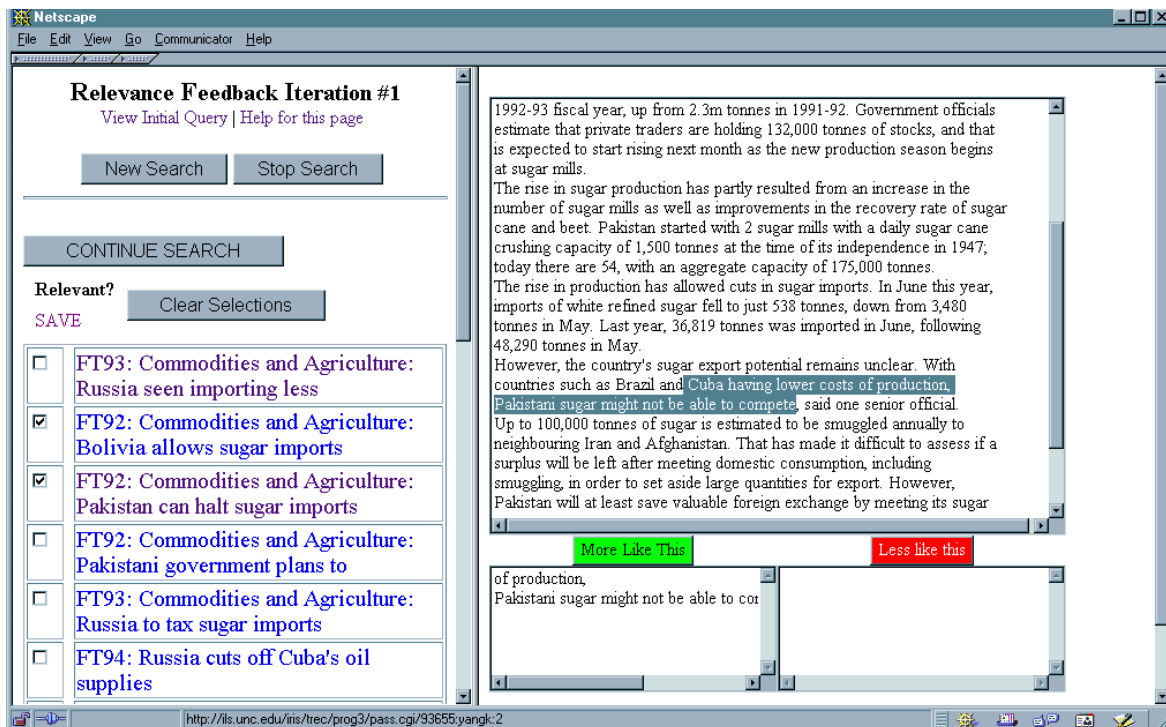 Netscape
File Edit View Go Communicator Help
Relevance Feedback Iteration #1
View Initial Query | Help for this page
New Search Stop Search
CONTINUE SEARCH
Relevant?
SAVE
Clear Selections
FT93: Commodities and Agriculture:
Russia seen importing less
FT92: Commodities and Agriculture:
Bolivia allows sugar imports
FT92: Commodities and Agriculture:
Pakistan can halt sugar imports
FT92: Commodities and Agriculture:
Pakistani government plans to
FT93: Commodities and Agriculture:
Russia to tax sugar imports
FT94: Russia cuts off Cuba's oil
supplies
1992-93 fiscal year, up from 2.3m tonnes in 1991-92. Government officials
estimate that private traders are holding 132,000 tonnes of stocks, and that
is expected to start rising next month as the new production season begins
at sugar mills.
The rise in sugar production has partly resulted from an increase in the
number of sugar mills as well as improvements in the recovery rate of sugar
cane and beet. Pakistan started with 2 sugar mills with a daily sugar cane
crushing capacity of 1,500 tonnes at the time of its independence in 1947;
today there are 54, with an aggregate capacity of 175,000 tonnes.
The rise in production has allowed cuts in sugar imports. In June this year,
imports of white refined sugar fell to just 538 tonnes, down from 3,480
tonnes in May. Last year, 36,819 tonnes was imported in June, following
48,290 tonnes in May.
However, the country's sugar export potential remains unclear. With
countries such as Brazil and Cuba having lower costs of production,
Pakistani sugar might not be able to compete, said one senior official.
Up to 100,000 tonnes of sugar is estimated to be smuggled annually to
neighbouring Iran and Afghanistan. That has made it difficult to assess if a
surplus will be left after meeting domestic consumption, including
smuggling, in order to set aside large quantities for export. However,
Pakistan will at least save valuable foreign exchange by meeting its sugar
More Like This Less like this
of production,
Pakistani sugar might not be able to cor
http://ils.unc.edu/iris/trec/prog3/pass.cgi/93655:yangk:2